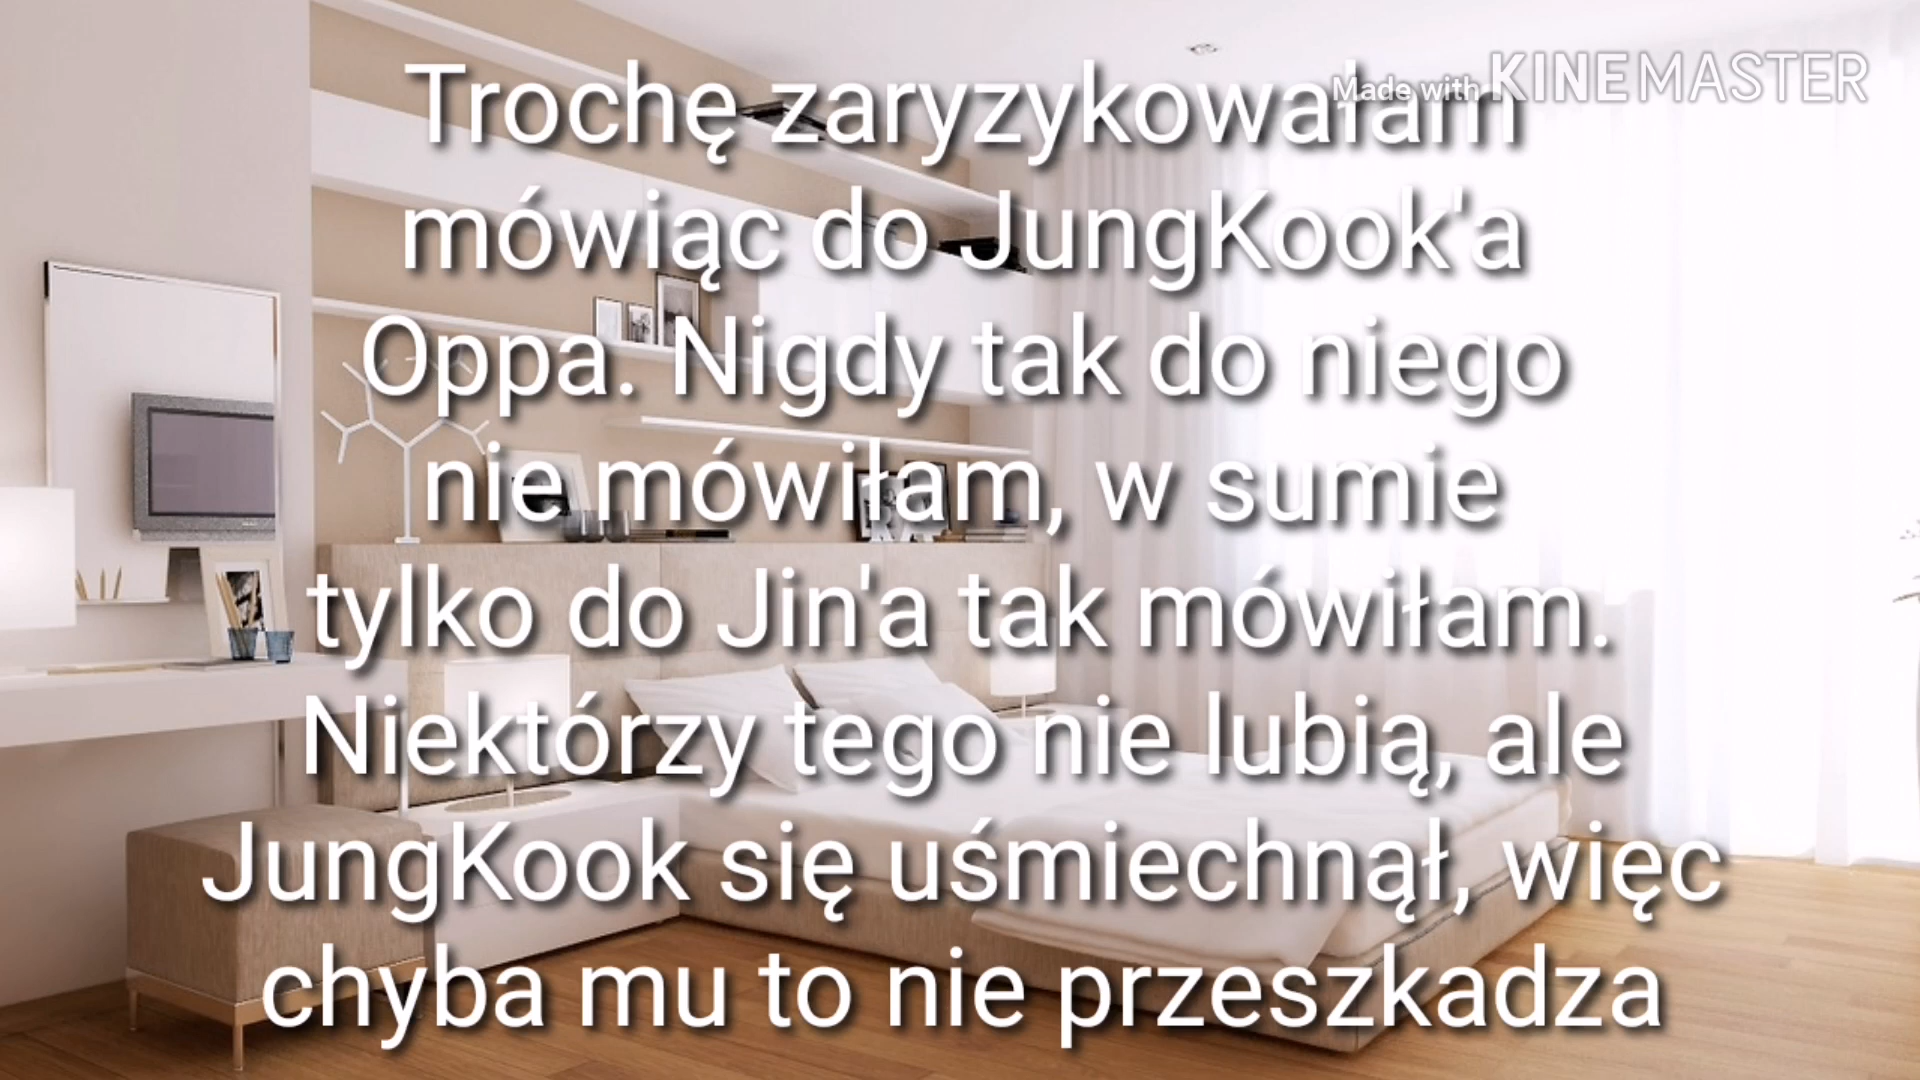 Made with KINEMASTER
Trochę zaryzykowałam
mówiąc do JungKook'a
Oppa. Nigdy tak do niego
nie mówiłam, w sumie
tylko do Jin'a tak mówiłam.
Niektórzy tego nie lubią, ale
JungKook się uśmiechnął, więc
chyba mu to nie przeszkadza